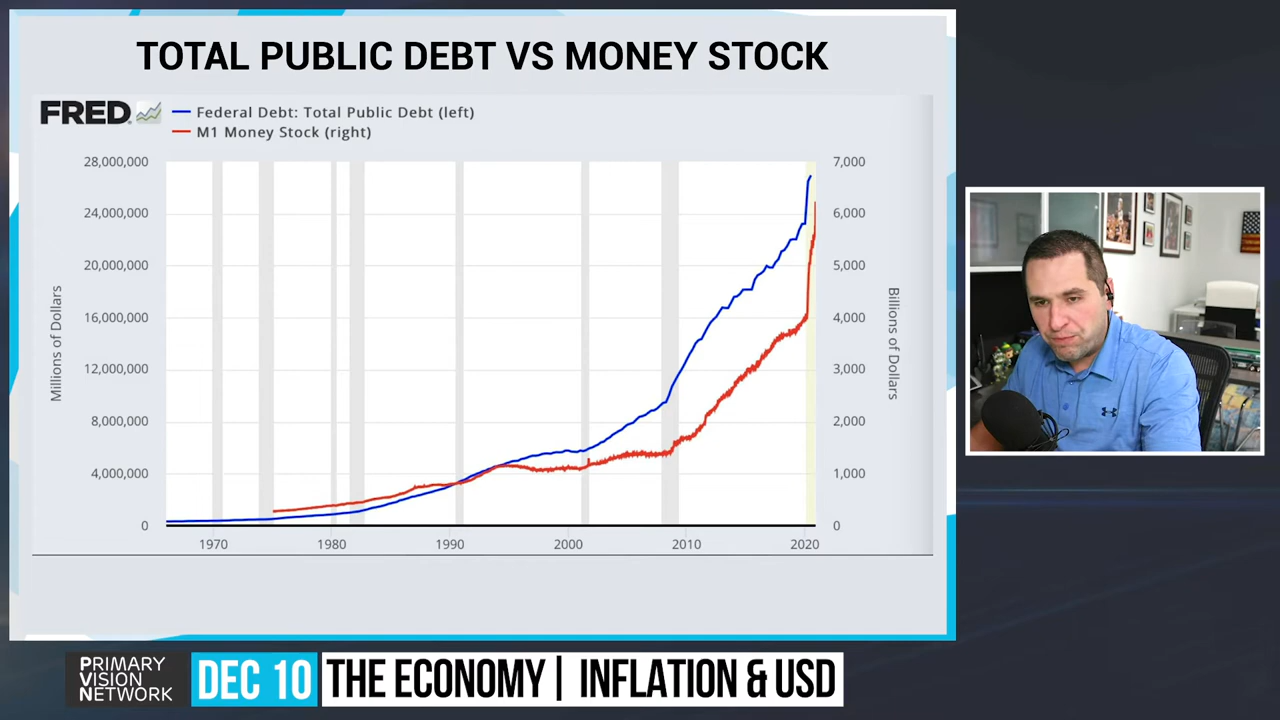 TOTAL PUBLIC DEBT VS MONEY STOCK
FRED
Federal Debt: Total Public Debt (left)
M1 Money Stock (right)
28,000,000
24,000,000
20,000,000
16,000,000
12,000,000
8,000,000
4,000,000
0
Millions of Dollars
7,000
6,000
5,000
4,000
3,000
2,000
1,000
0
Billions of Dollars
1970 1980 1990 2000 2010 2020
PRIMARY
VISION
NETWORK
DEC 10
THE ECONOMY | INFLATION & USD